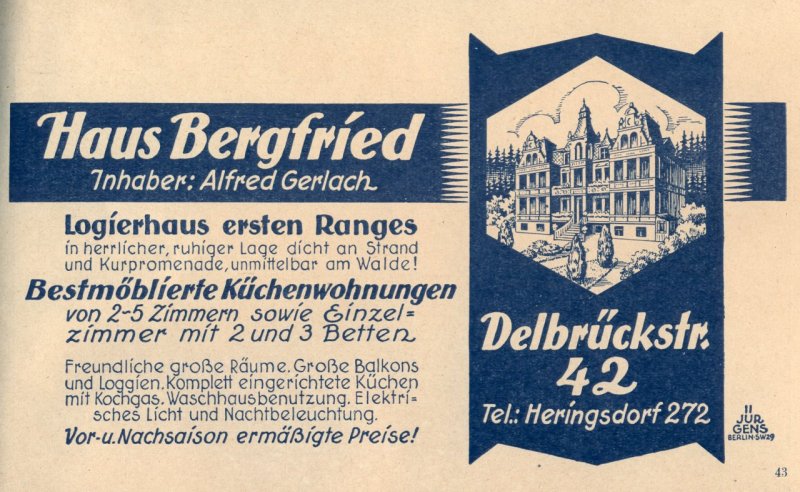 Haus Bergfried
Inhaber: Alfred Gerlach
Logierhaus ersten Ranges
in herrlicher, ruhiger Lage dicht an Strand
und Kurpromenade, unmittelbar am Walde!
Bestmöblierte Küchenwohnungen
von 2-5 Zimmern sowie Einzel=
zimmer mit 2 und 3 Betten
Freundliche große Räume. Große Balkons
und Loggien. Komplett eingerichtete Küchen
mit Kochgas. Waschhausbenutzung. Elektri=
sches Licht und Nachtbeleuchtung.
Vor-u. Nachsaison ermäßigte Preise!
Delbrückstr.
42
Tel.: Heringsdorf 272
II
JÜR
GENS
BERLIN·SW29
43